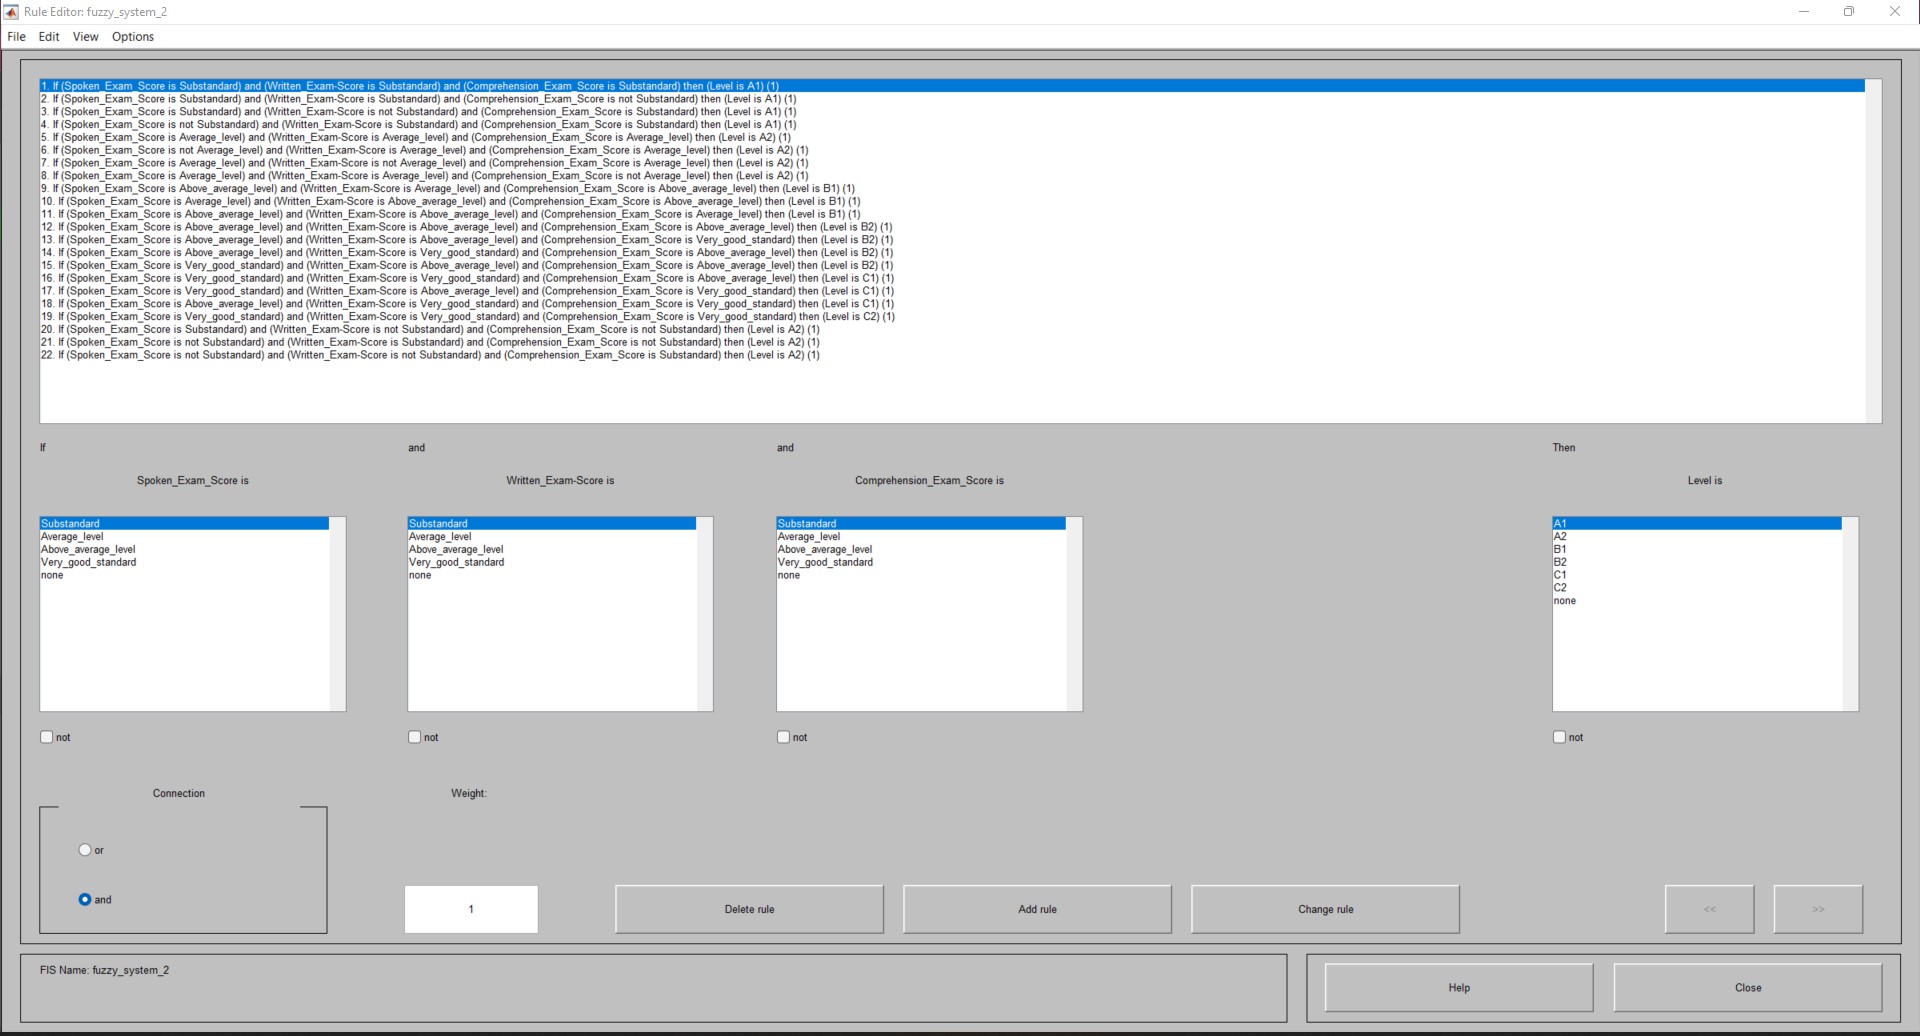 Rule Editor: fuzzy_system_2
File Edit View Options
1. If (Spoken_Exam_Score is Substandard) and (Written_Exam-Score is Substandard) and (Comprehension_Exam_Score is Substandard) then (Level is A1) (1)
2. If (Spoken_Exam_Score is Substandard) and (Written_Exam-Score is Substandard) and (Comprehension_Exam_Score is not Substandard) then (Level is A1) (1)
3. If (Spoken_Exam_Score is Substandard) and (Written_Exam-Score is not Substandard) and (Comprehension_Exam_Score is Substandard) then (Level is A1) (1)
4. If (Spoken_Exam_Score is not Substandard) and (Written_Exam-Score is Substandard) and (Comprehension_Exam_Score is Substandard) then (Level is A1) (1)
5. If (Spoken_Exam_Score is Average_level) and (Written_Exam-Score is Average_level) and (Comprehension_Exam_Score is Average_level) then (Level is A2) (1)
6. If (Spoken_Exam_Score is not Average_level) and (Written_Exam-Score is Average_level) and (Comprehension_Exam_Score is Average_level) then (Level is A2) (1)
7. If (Spoken_Exam_Score is Average_level) and (Written_Exam-Score is not Average_level) and (Comprehension_Exam_Score is Average_level) then (Level is A2) (1)
8. If (Spoken_Exam_Score is Average_level) and (Written_Exam-Score is Average_level) and (Comprehension_Exam_Score is not Average_level) then (Level is A2) (1)
9. If (Spoken_Exam_Score is Above_average_level) and (Written_Exam-Score is Average_level) and (Comprehension_Exam_Score is Above_average_level) then (Level is B1) (1)
10. If (Spoken_Exam_Score is Average_level) and (Written_Exam-Score is Above_average_level) and (Comprehension_Exam_Score is Above_average_level) then (Level is B1) (1)
11. If (Spoken_Exam_Score is Above_average_level) and (Written_Exam-Score is Above_average_level) and (Comprehension_Exam_Score is Average_level) then (Level is B1) (1)
12. If (Spoken_Exam_Score is Above_average_level) and (Written_Exam-Score is Above_average_level) and (Comprehension_Exam_Score is Above_average_level) then (Level is B2) (1)
13. If (Spoken_Exam_Score is Above_average_level) and (Written_Exam-Score is Above_average_level) and (Comprehension_Exam_Score is Very_good_standard) then (Level is B2) (1)
14. If (Spoken_Exam_Score is Above_average_level) and (Written_Exam-Score is Very_good_standard) and (Comprehension_Exam_Score is Above_average_level) then (Level is B2) (1)
15. If (Spoken_Exam_Score is Very_good_standard) and (Written_Exam-Score is Above_average_level) and (Comprehension_Exam_Score is Above_average_level) then (Level is B2) (1)
16. If (Spoken_Exam_Score is Very_good_standard) and (Written_Exam-Score is Very_good_standard) and (Comprehension_Exam_Score is Above_average_level) then (Level is C1) (1)
17. If (Spoken_Exam_Score is Very_good_standard) and (Written_Exam-Score is Above_average_level) and (Comprehension_Exam_Score is Very_good_standard) then (Level is C1) (1)
18. If (Spoken_Exam_Score is Above_average_level) and (Written_Exam-Score is Very_good_standard) and (Comprehension_Exam_Score is Very_good_standard) then (Level is C1) (1)
19. If (Spoken_Exam_Score is Very_good_standard) and (Written_Exam-Score is Very_good_standard) and (Comprehension_Exam_Score is Very_good_standard) then (Level is C2) (1)
20. If (Spoken_Exam_Score is Substandard) and (Written_Exam-Score is not Substandard) and (Comprehension_Exam_Score is not Substandard) then (Level is A2) (1)
21. If (Spoken_Exam_Score is not Substandard) and (Written_Exam-Score is Substandard) and (Comprehension_Exam_Score is not Substandard) then (Level is A2) (1)
22. If (Spoken_Exam_Score is not Substandard) and (Written_Exam-Score is not Substandard) and (Comprehension_Exam_Score is Substandard) then (Level is A2) (1)
If and and Then
Spoken_Exam_Score is Written_Exam-Score is Comprehension_Exam_Score is Level is
Substandard Substandard Substandard A1
Average_level Average_level Average_level A2
Above_average_level Above_average_level Above_average_level B1
Very_good_standard Very_good_standard Very_good_standard B2
none none none C1
C2
none
not not not not
Connection Weight:
or
and 1 Delete rule Add rule Change rule << >>
FIS Name: fuzzy_system_2
Help Close